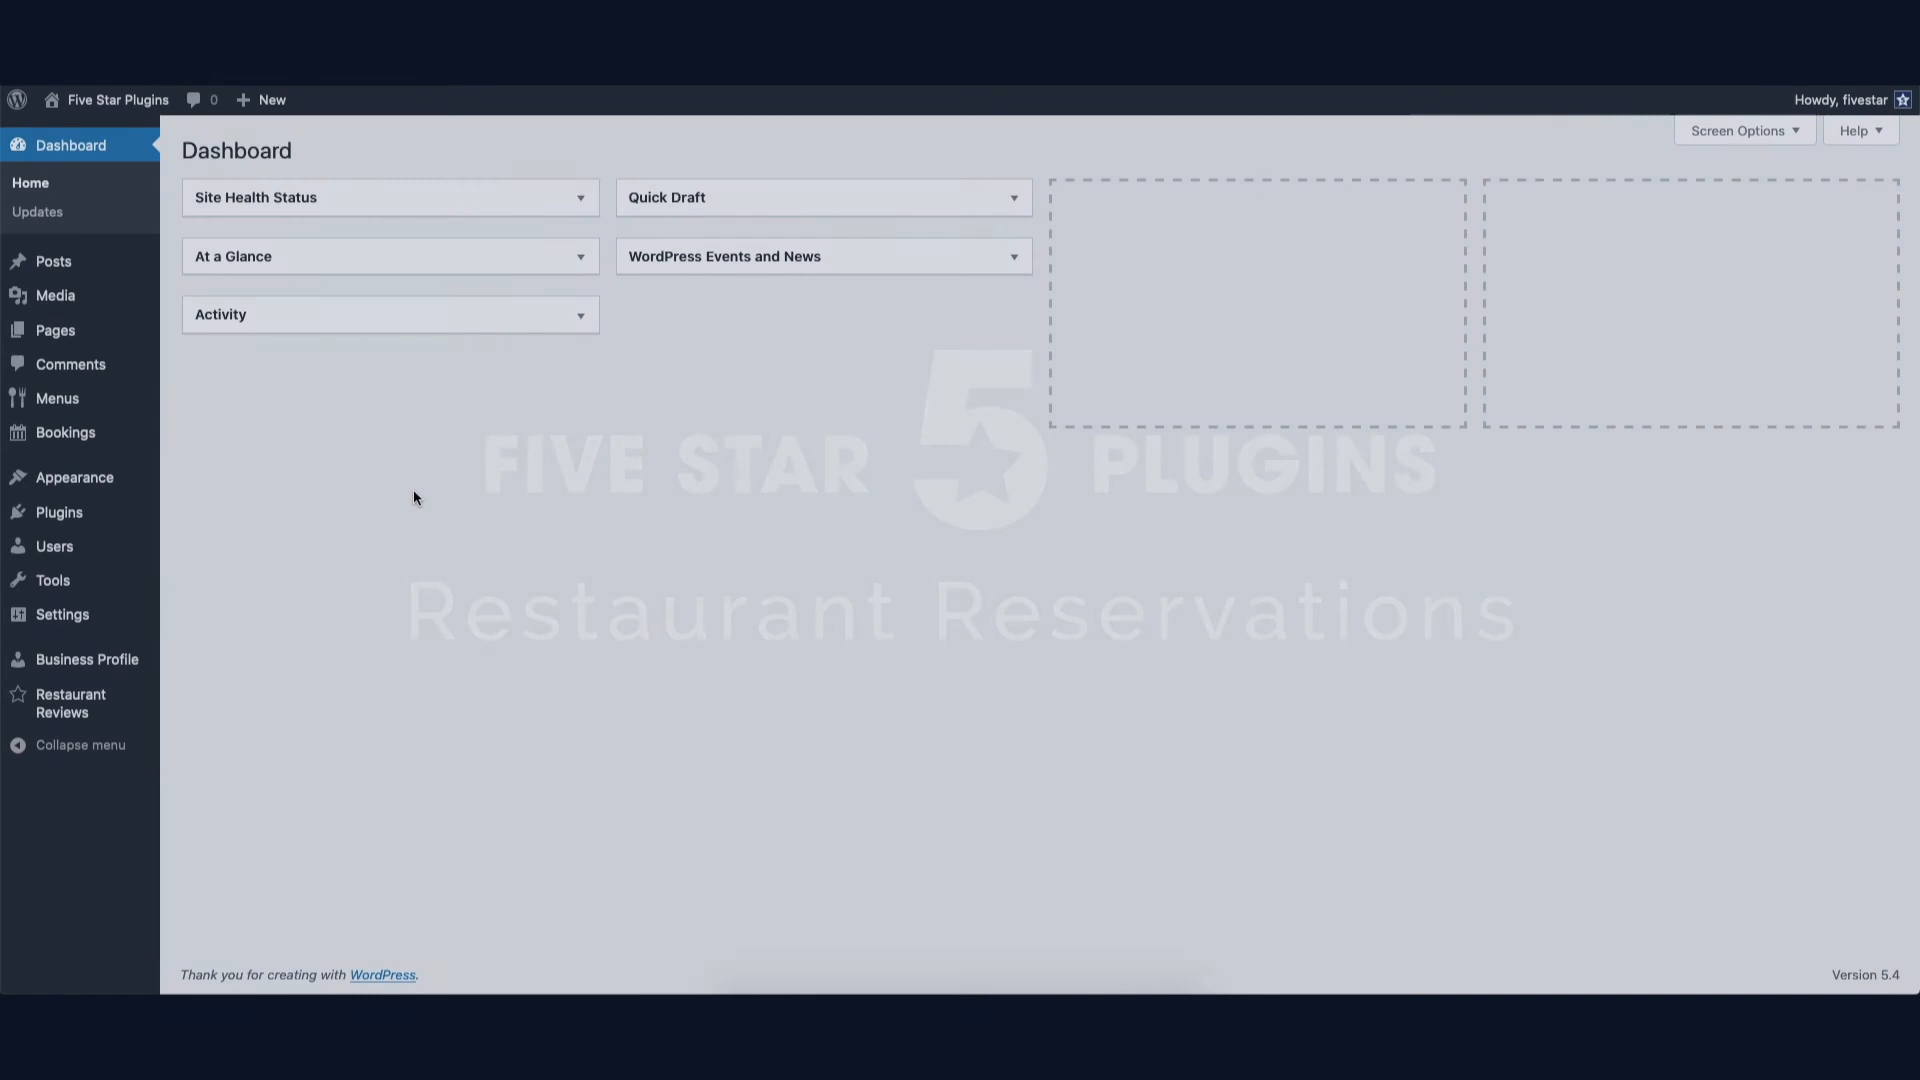 Five Star Plugins 0 New Howdy, fivestar
Dashboard
Home
Updates
Posts
Media
Pages
Comments
Menus
Bookings
Appearance
Plugins
Users
Tools
Settings
Business Profile
Restaurant
Reviews
Collapse menu
Screen Options Help
Dashboard
Site Health Status
Quick Draft
At a Glance
WordPress Events and News
Activity
FIVE STAR 5 PLUGINS
Restaurant Reservations
Thank you for creating with WordPress.
Version 5.4